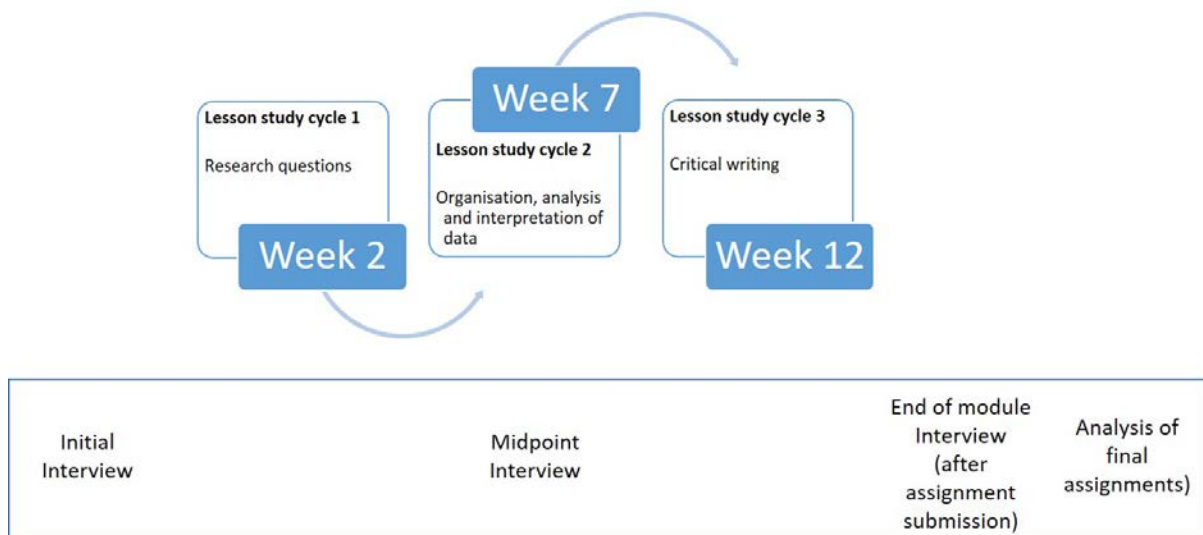 Lesson study cycle 1
Research questions
Week 2
Week 7
Lesson study cycle 2
Organisation, analysis
and interpretation of
data
Lesson study cycle 3
Critical writing
Week 12
Initial
Interview
Midpoint
Interview
End of module
Interview
(after
assignment
submission)
Analysis of
final
assignments)